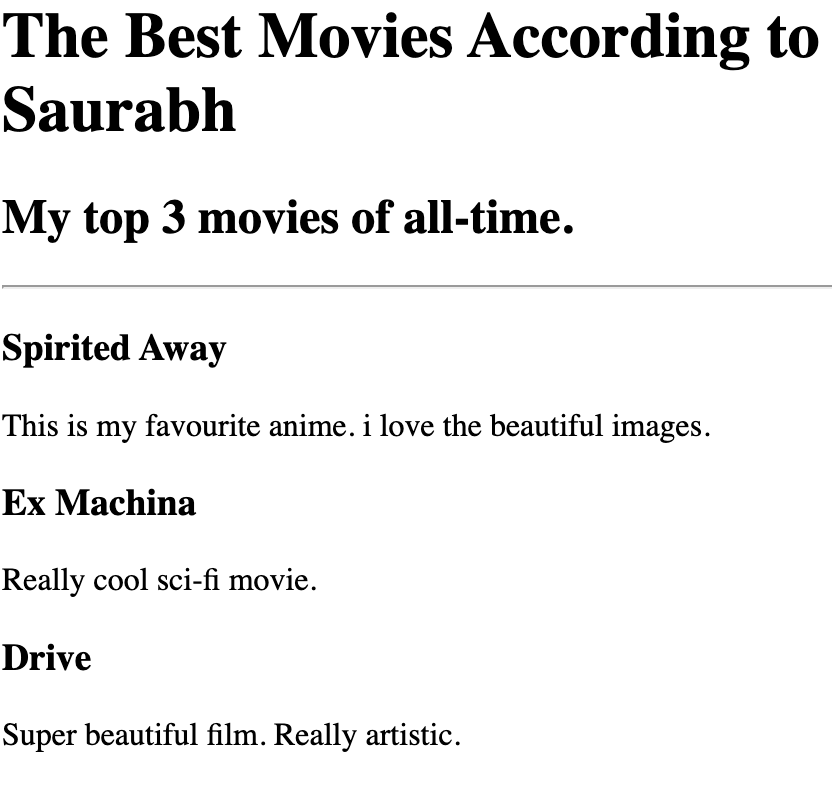 The Best Movies According to
Saurabh
My top 3 movies of all-time.
Spirited Away
This is my favourite anime. i love the beautiful images.
Ex Machina
Really cool sci-fi movie.
Drive
Super beautiful film. Really artistic.